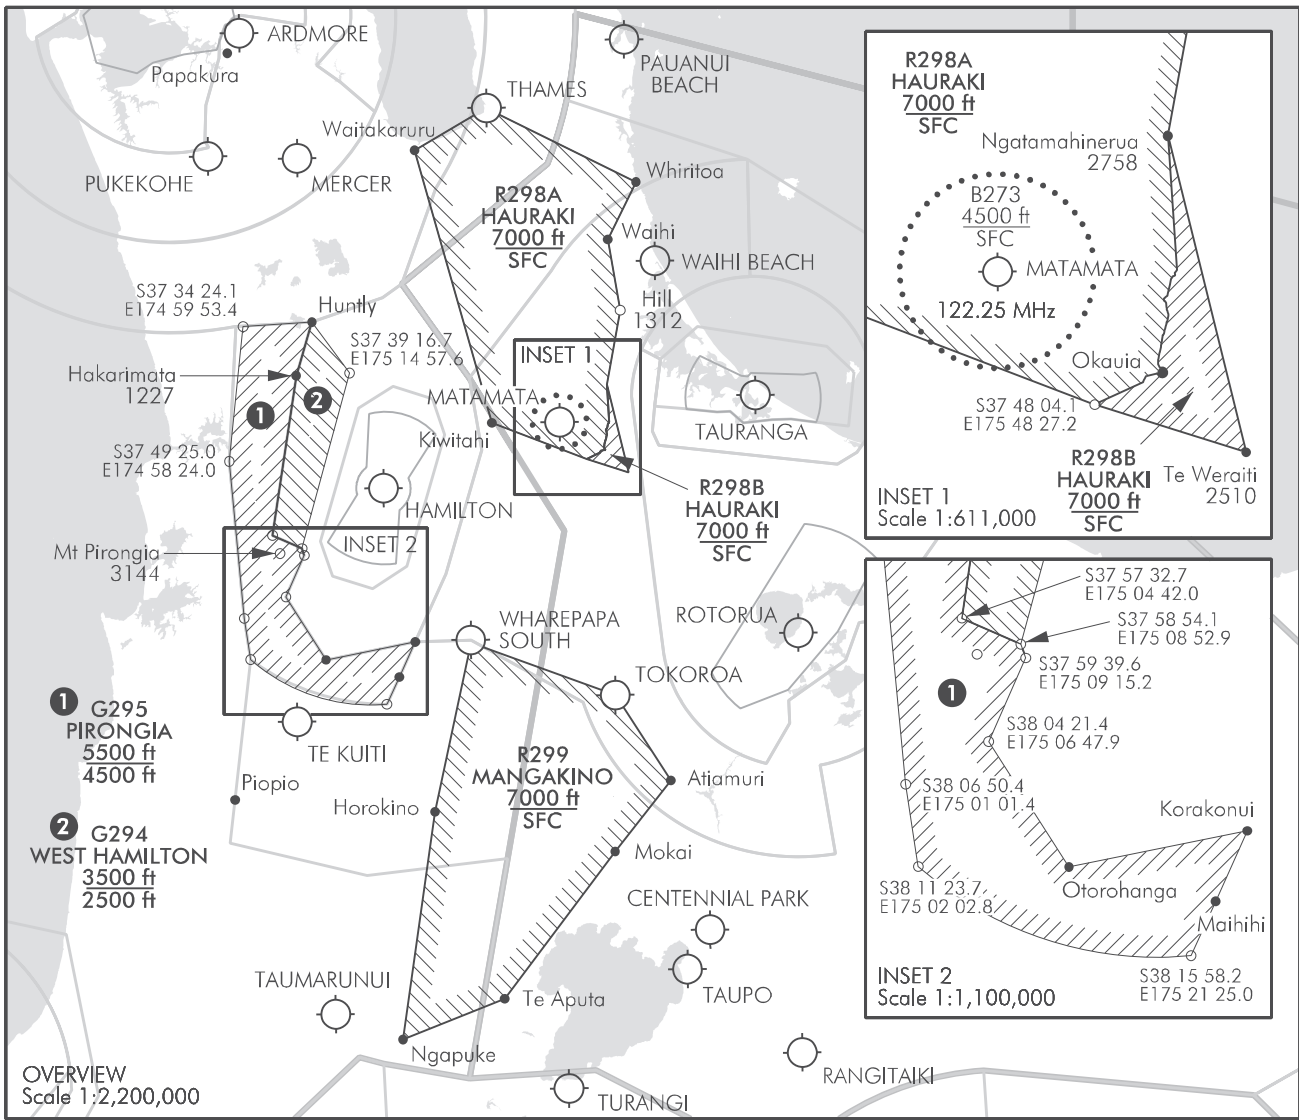 ARDMORE
Papakura
PAUANUI
BEACH
THAMES
Waitakaruru
PUKEKOHE
MERCER
Whiritoa
R298A
HAURAKI
7000 ft
SFC
Waihi
WAIHI BEACH
Hill
1312
S37 34 24.1
E174 59 53.4
Huntly
S37 39 16.7
E175 14 57.6
Hakarimata
1227
1
2
INSET 1
MATAMATA
Kiwitahi
TAURANGA
S37 49 25.0
E174 58 24.0
HAMILTON
R298B
HAURAKI
7000 ft
SFC
INSET 2
Mt Pirongia
3144
WHAREPAPA
SOUTH
ROTORUA
TOKOROA
1 G295
PIRONGIA
5500 ft
4500 ft
TE KUITI
R299
MANGAKINO
7000 ft
SFC
Atiamuri
Piopio
Horokino
2 G294
WEST HAMILTON
3500 ft
2500 ft
Mokai
CENTENNIAL PARK
TAUMARUNUI
Te Aputa
TAUPO
Ngapuke
RANGITAIKI
TURANGI
OVERVIEW
Scale 1:2,200,000
R298A
HAURAKI
7000 ft
SFC
Ngatamahinerua
2758
B273
4500 ft
SFC
MATAMATA
122.25 MHz
Okauia
S37 48 04.1
E175 48 27.2
R298B
HAURAKI
7000 ft
SFC
Te Weraiti
2510
INSET 1
Scale 1:611,000
S37 57 32.7
E175 04 42.0
S37 58 54.1
E175 08 52.9
S37 59 39.6
E175 09 15.2
1
S38 04 21.4
E175 06 47.9
S38 06 50.4
E175 01 01.4
Korakonui
S38 11 23.7
E175 02 02.8
Otorohanga
Maihihi
S38 15 58.2
E175 21 25.0
INSET 2
Scale 1:1,100,000